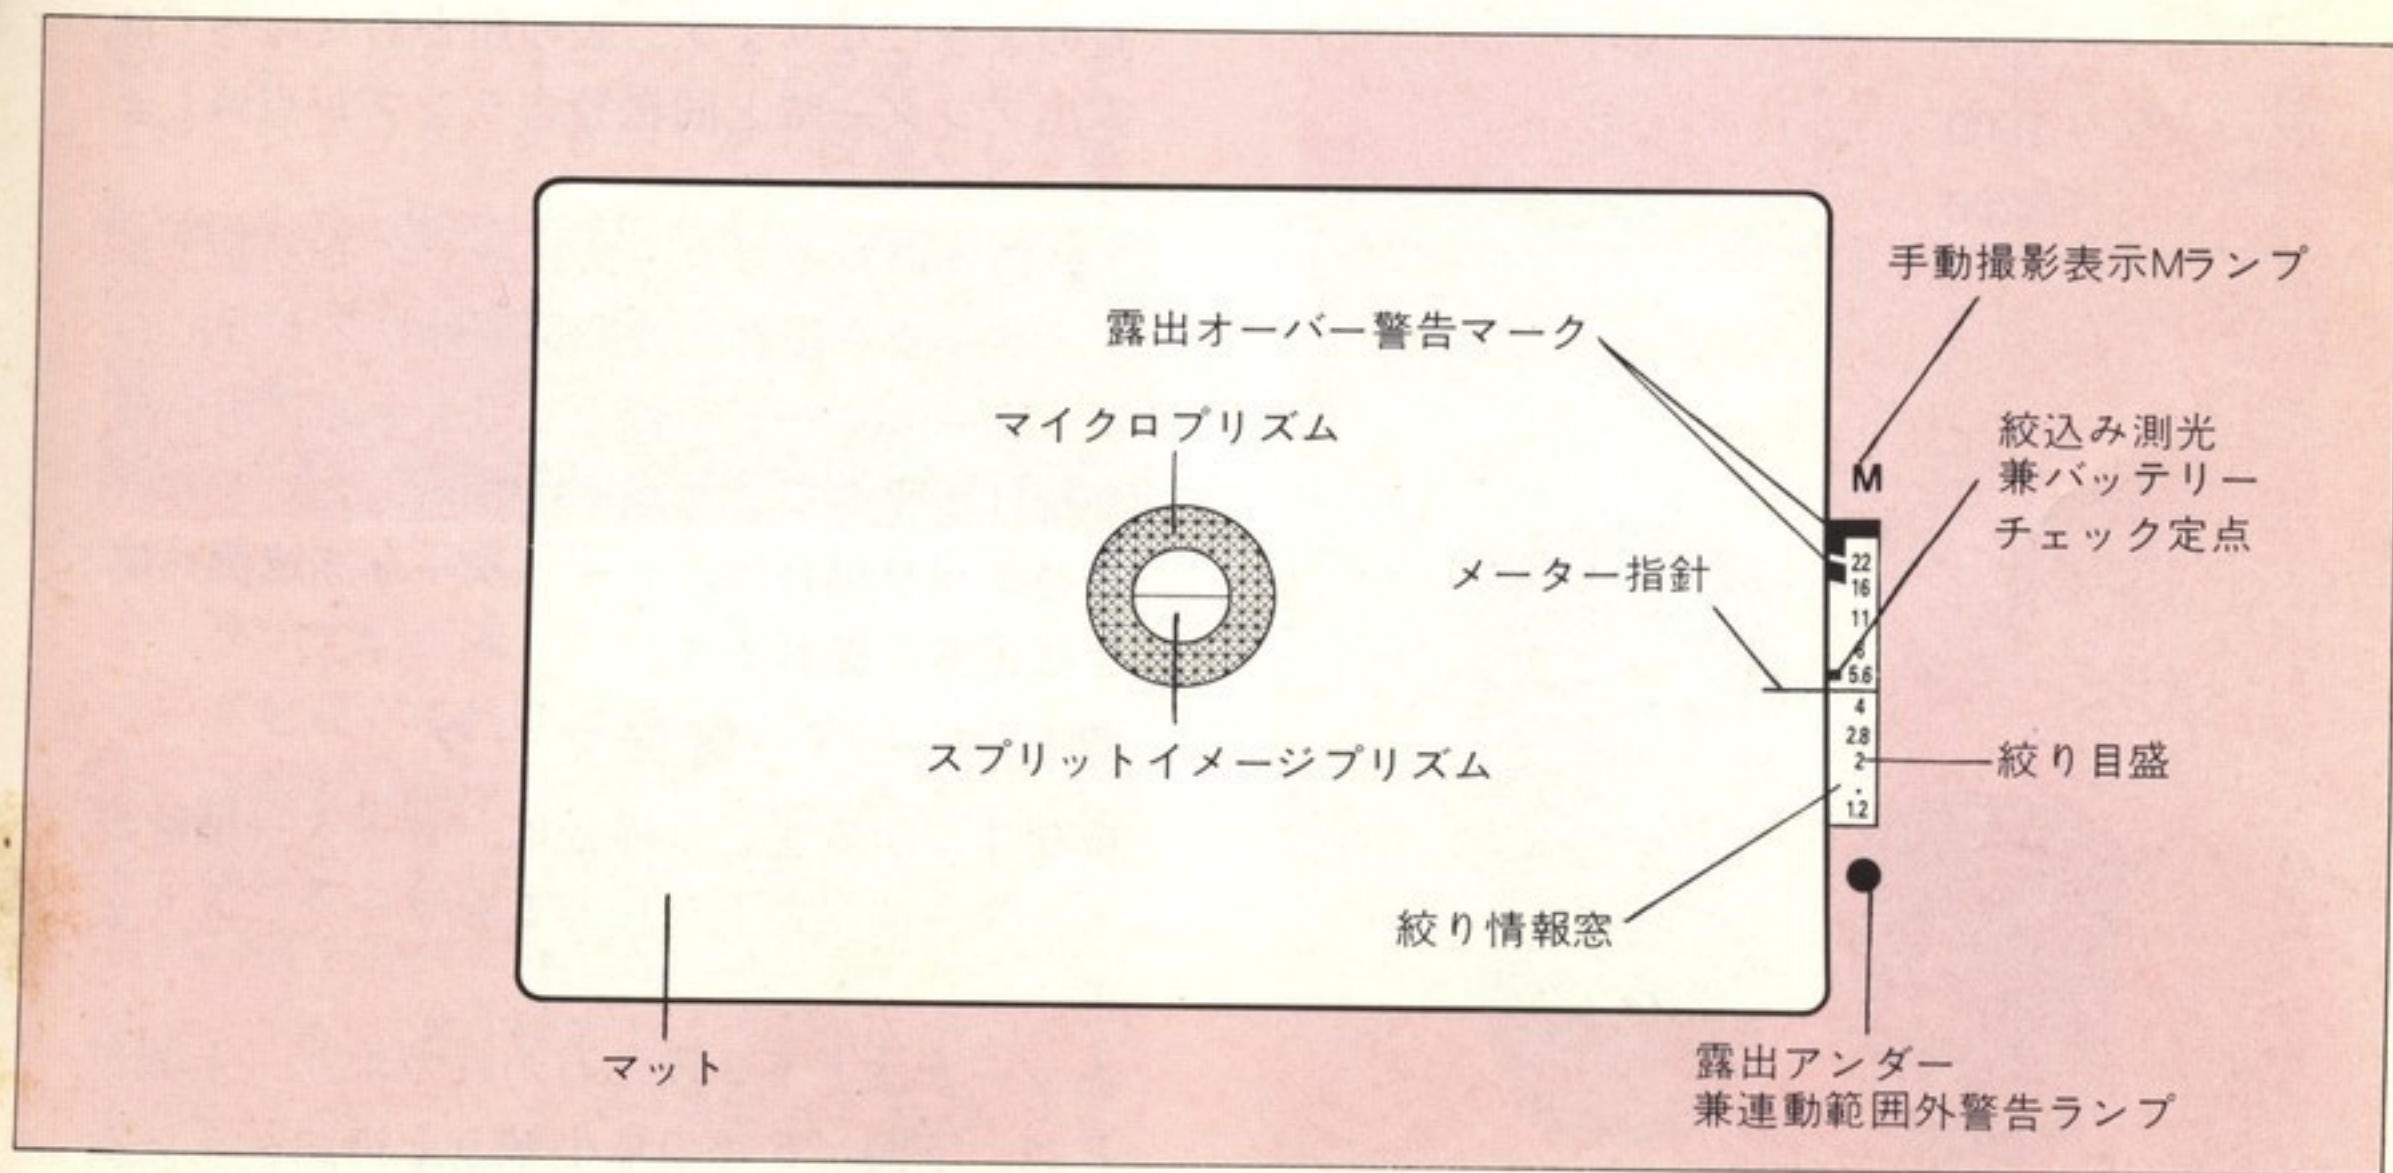 手動撮影表示Mランプ
露出オーバー警告マーク
マイクロプリズム
絞込み測光
兼バッテリー
チェック定点
M
メーター指針
22
16
11
8
5.6
4
2.8
2
・
1.2
スプリットイメージプリズム
絞り目盛
絞り情報窓
マット
露出アンダー
兼連動範囲外警告ランプ